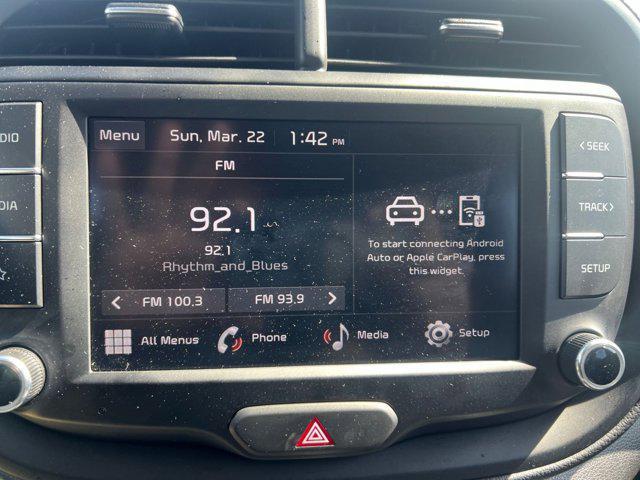 Menu Sun, Mar. 22 1:42 PM
FM
92.1
92.1
Rhythm_and_Blues
< FM 100.3 FM 93.9 >
To start connecting Android
Auto or Apple CarPlay, press
this widget.
All Menus Phone Media Setup
DIO
DIA
< SEEK
TRACK >
SETUP